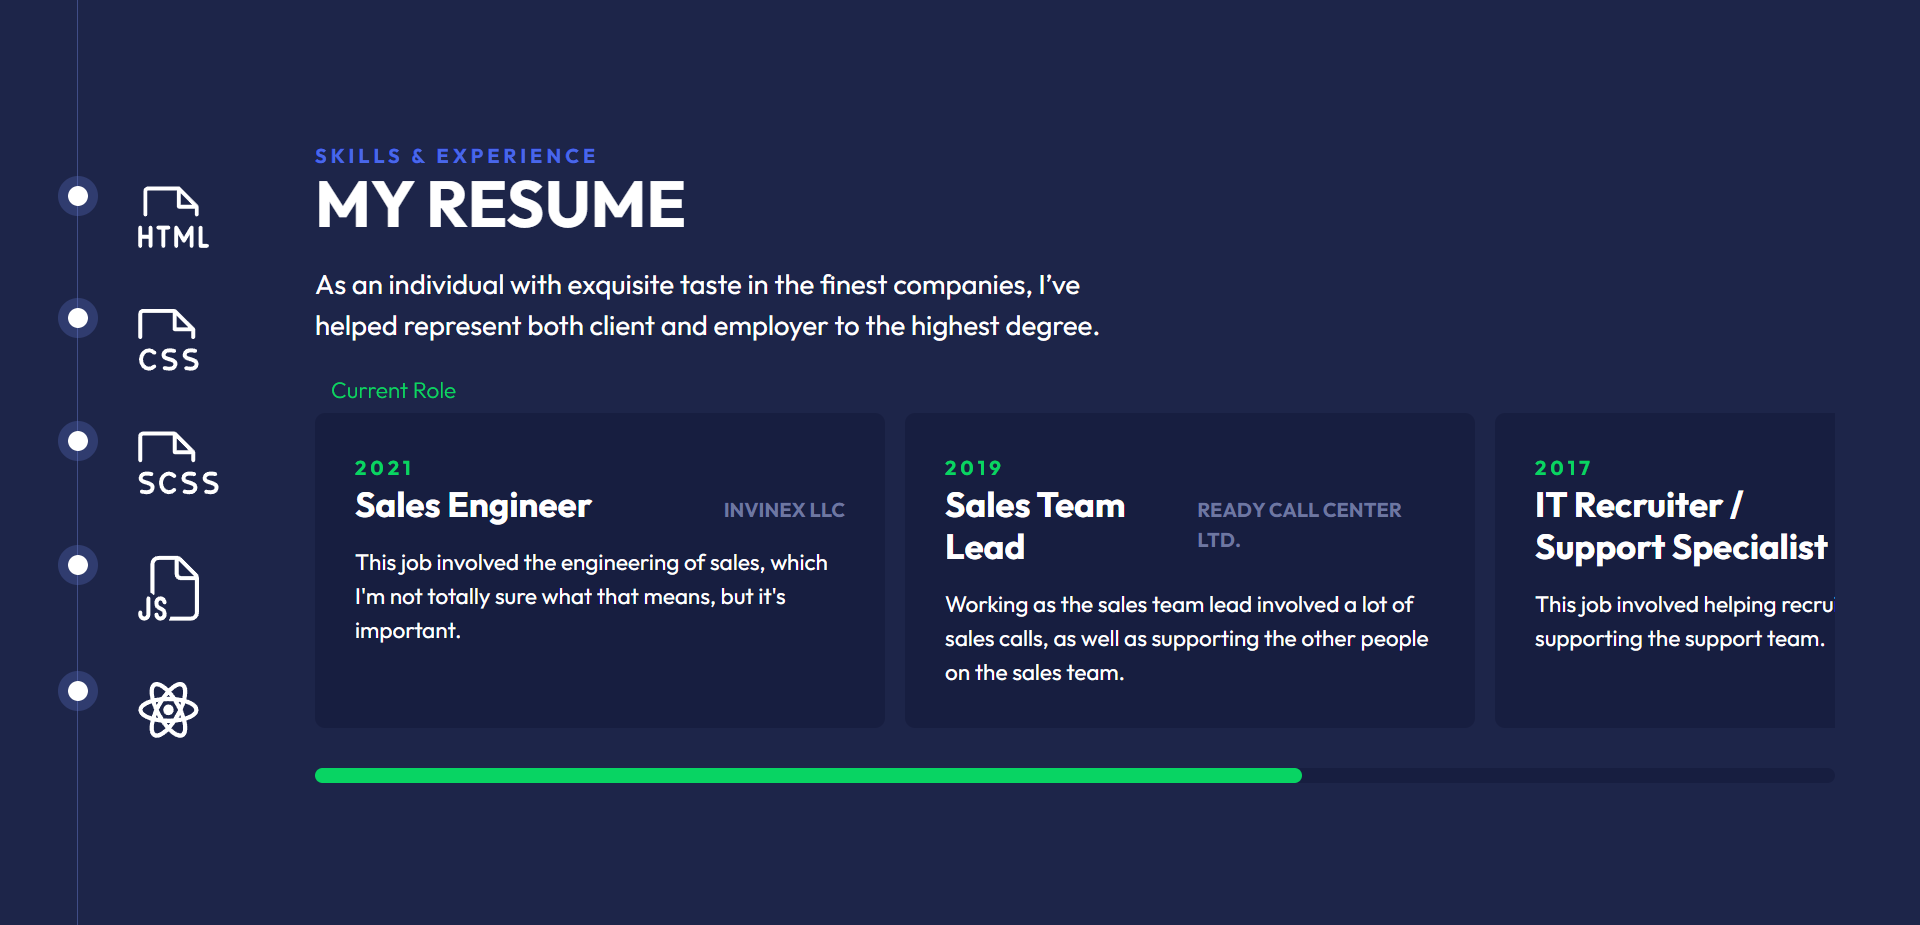 HTML
CSS
SCSS
JS
SKILLS & EXPERIENCE
MY RESUME
As an individual with exquisite taste in the finest companies, I’ve
helped represent both client and employer to the highest degree.
Current Role
2021
Sales Engineer
INVINEX LLC
This job involved the engineering of sales, which
I'm not totally sure what that means, but it's
important.
2019
Sales Team
Lead
READY CALL CENTER
LTD.
Working as the sales team lead involved a lot of
sales calls, as well as supporting the other people
on the sales team.
2017
IT Recruiter /
Support Specialist
This job involved helping
supporting the support team.